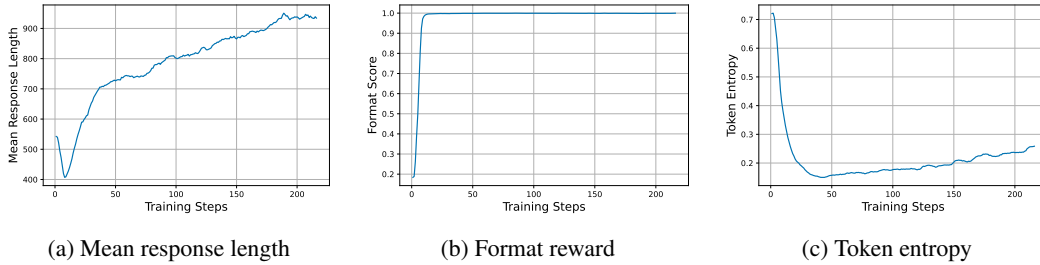 Mean Response Length
900
800
700
600
500
400
0 50 100 150 200
Training Steps
(a) Mean response length
Format Score
1.0
0.9
0.8
0.7
0.6
0.5
0.4
0.3
0.2
0 50 100 150 200
Training Steps
(b) Format reward
Token Entropy
0.7
0.6
0.5
0.4
0.3
0.2
0 50 100 150 200
Training Steps
(c) Token entropy